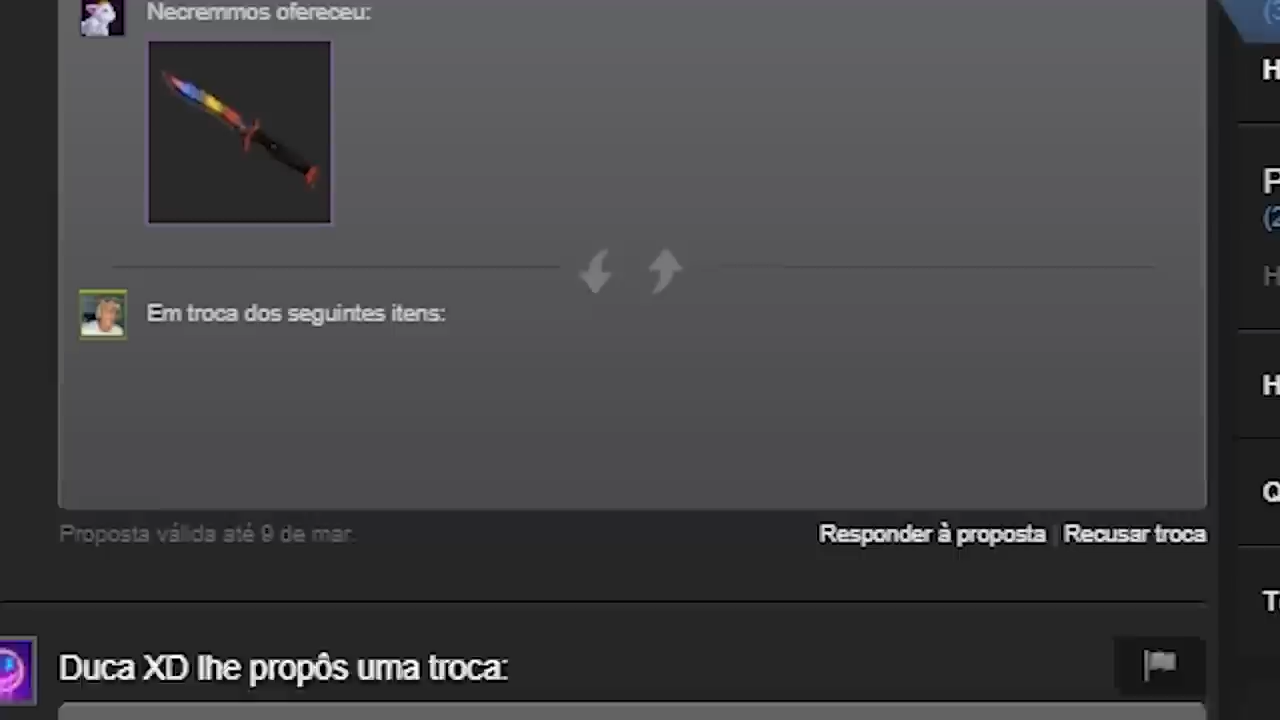 Necremmos ofereceu:
Em troca dos seguintes itens:
Proposta válida até 9 de mar.
Responder à proposta | Recusar troca
Duca XD lhe propôs uma troca:
H
P
(2
H
H
Q
T